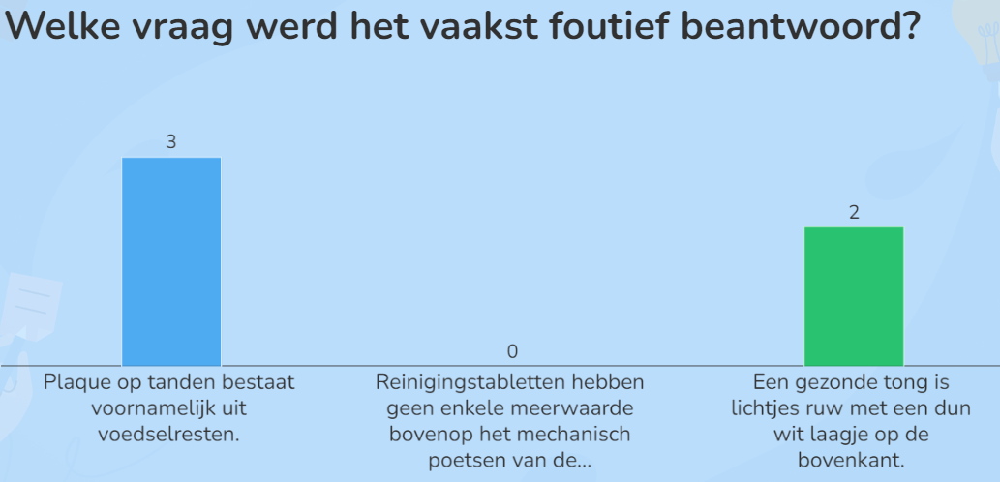 Welke vraag werd het vaakst foutief beantwoord?
3
0
2
Plaque op tanden bestaat
voornamelijk uit
voedselresten.
Reinigingstabletten hebben
geen enkele meerwaarde
bovenop het mechanisch
poetsen van de...
Een gezonde tong is
lichtjes ruw met een dun
wit laagje op de
bovenkant.